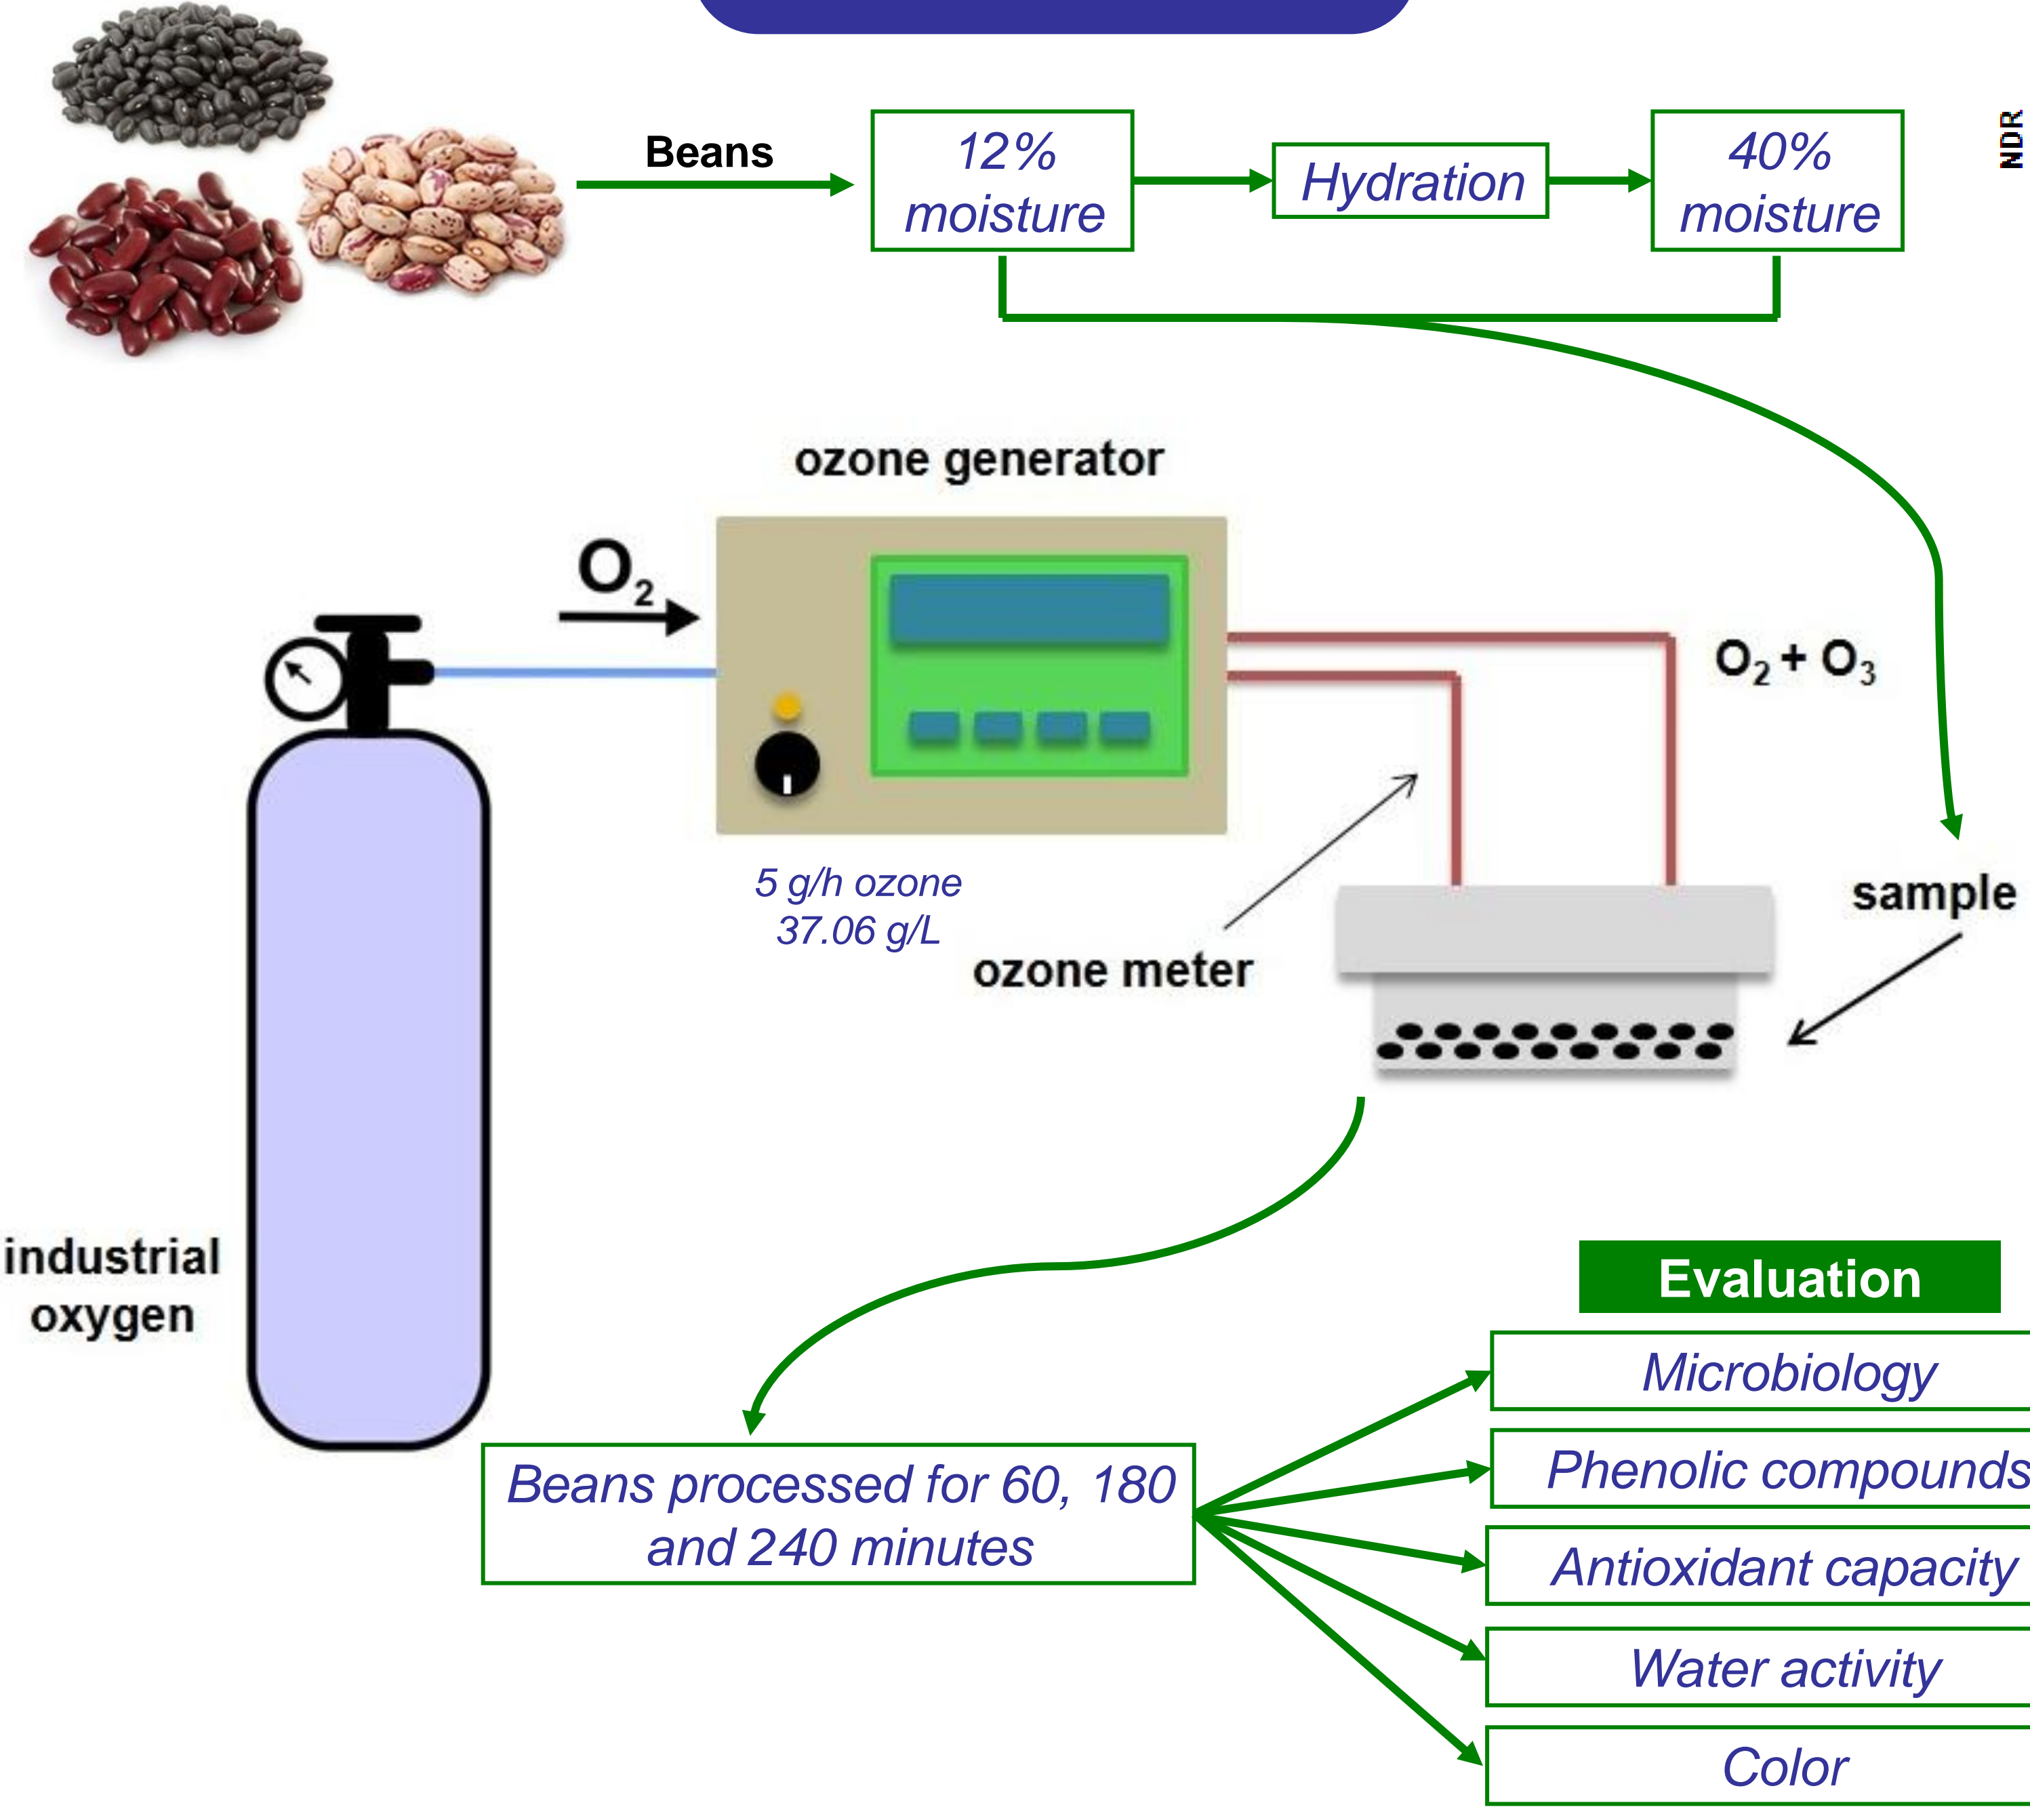 Beans
12%
moisture
Hydration
40%
moisture
NDR
ozone generator
O₂
O₂ + O₃
5 g/h ozone
37.06 g/L
ozone meter
sample
industrial
oxygen
Evaluation
Microbiology
Phenolic compounds
Antioxidant capacity
Water activity
Color
Beans processed for 60, 180
and 240 minutes